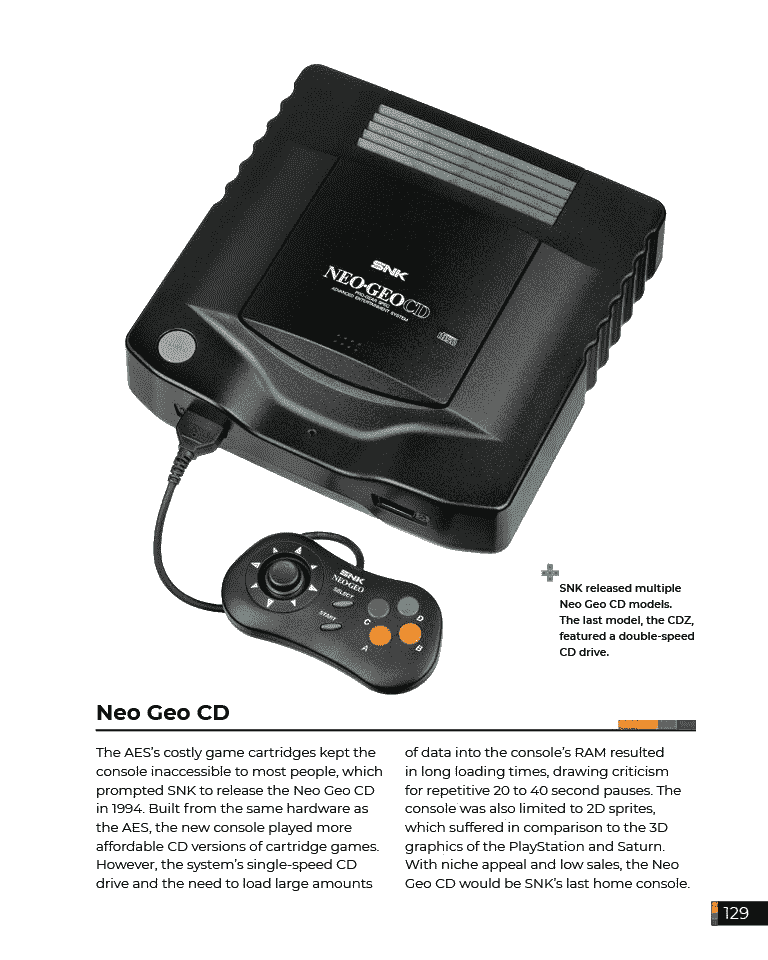 SNK
NEO·GEO CD
PRO-GEAR SPEC
ADVANCED ENTERTAINMENT SYSTEM
SNK
NEO·GEO
SELECT
START
C
D
A
B
SNK released multiple
Neo Geo CD models.
The last model, the CDZ,
featured a double-speed
CD drive.
Neo Geo CD
The AES's costly game cartridges kept the
console inaccessible to most people, which
prompted SNK to release the Neo Geo CD
in 1994. Built from the same hardware as
the AES, the new console played more
affordable CD versions of cartridge games.
However, the system's single-speed CD
drive and the need to load large amounts
of data into the console's RAM resulted
in long loading times, drawing criticism
for repetitive 20 to 40 second pauses. The
console was also limited to 2D sprites,
which suffered in comparison to the 3D
graphics of the PlayStation and Saturn.
With niche appeal and low sales, the Neo
Geo CD would be SNK's last home console.
129